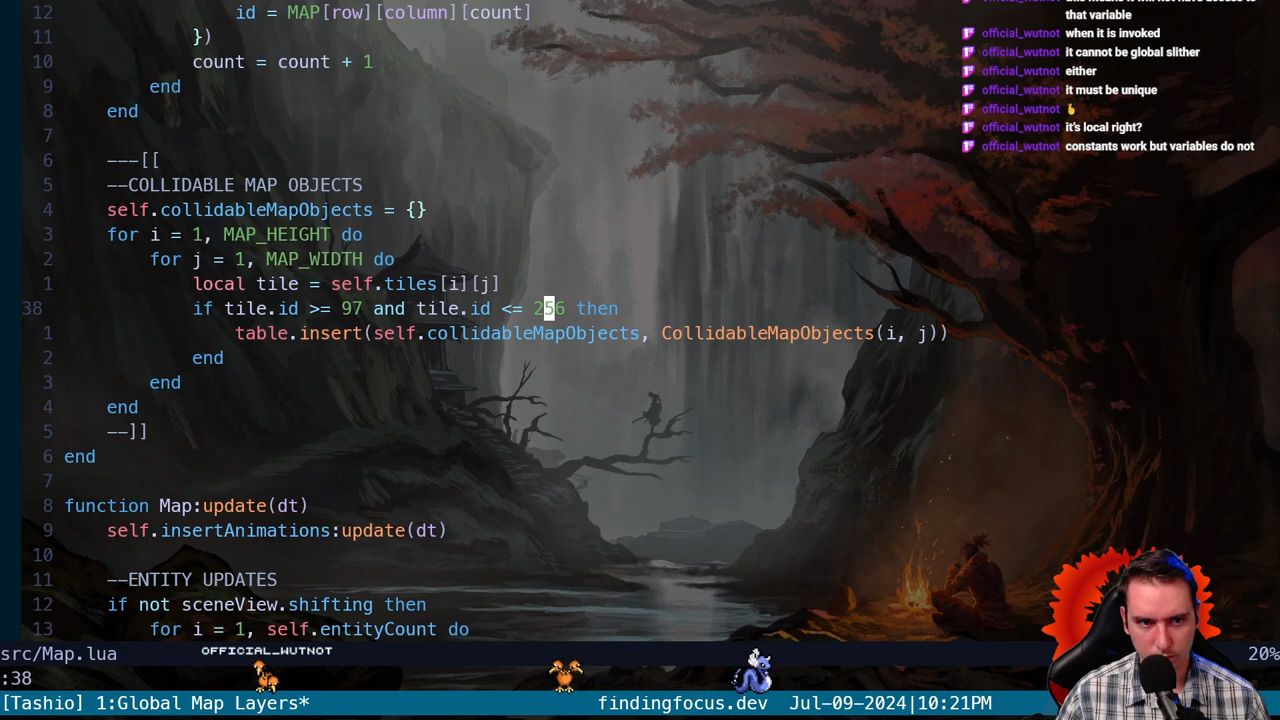 12 id = MAP[row][column][count]
11 })
10 count = count + 1
9 end
8 end
7
6 ---[[
5 --COLLIDABLE MAP OBJECTS
4 self.collidableMapObjects = {}
3 for i = 1, MAP_HEIGHT do
2 for j = 1, MAP_WIDTH do
1 local tile = self.tiles[i][j]
38 if tile.id >= 97 and tile.id <= 256 then
1 table.insert(self.collidableMapObjects, CollidableMapObjects(i, j))
2 end
3 end
4 end
5 --]]
6 end
7
8 function Map:update(dt)
9 self.insertAnimations:update(dt)
10
11 --ENTITY UPDATES
12 if not sceneView.shifting then
13 for i = 1, self.entityCount do
src/Map.lua 20%
:38
[Tashio] 1:Global Map Layers* findingfocus.dev Jul-09-2024|10:21PM
OFFICIAL_WUTNOT
that variable
official_wutnot when it is invoked
official_wutnot it cannot be global slither
official_wutnot either
official_wutnot it must be unique
official_wutnot
official_wutnot it's local right?
official_wutnot constants work but variables do not